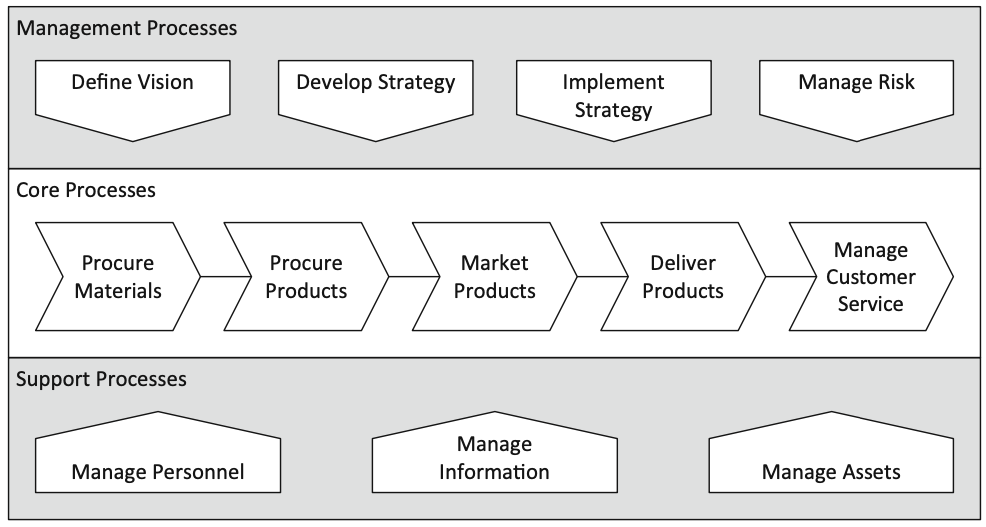 Management Processes
Define Vision
Develop Strategy
Implement
Strategy
Manage Risk
Core Processes
Procure
Materials
Procure
Products
Market
Products
Deliver
Products
Manage
Customer
Service
Support Processes
Manage Personnel
Manage
Information
Manage Assets